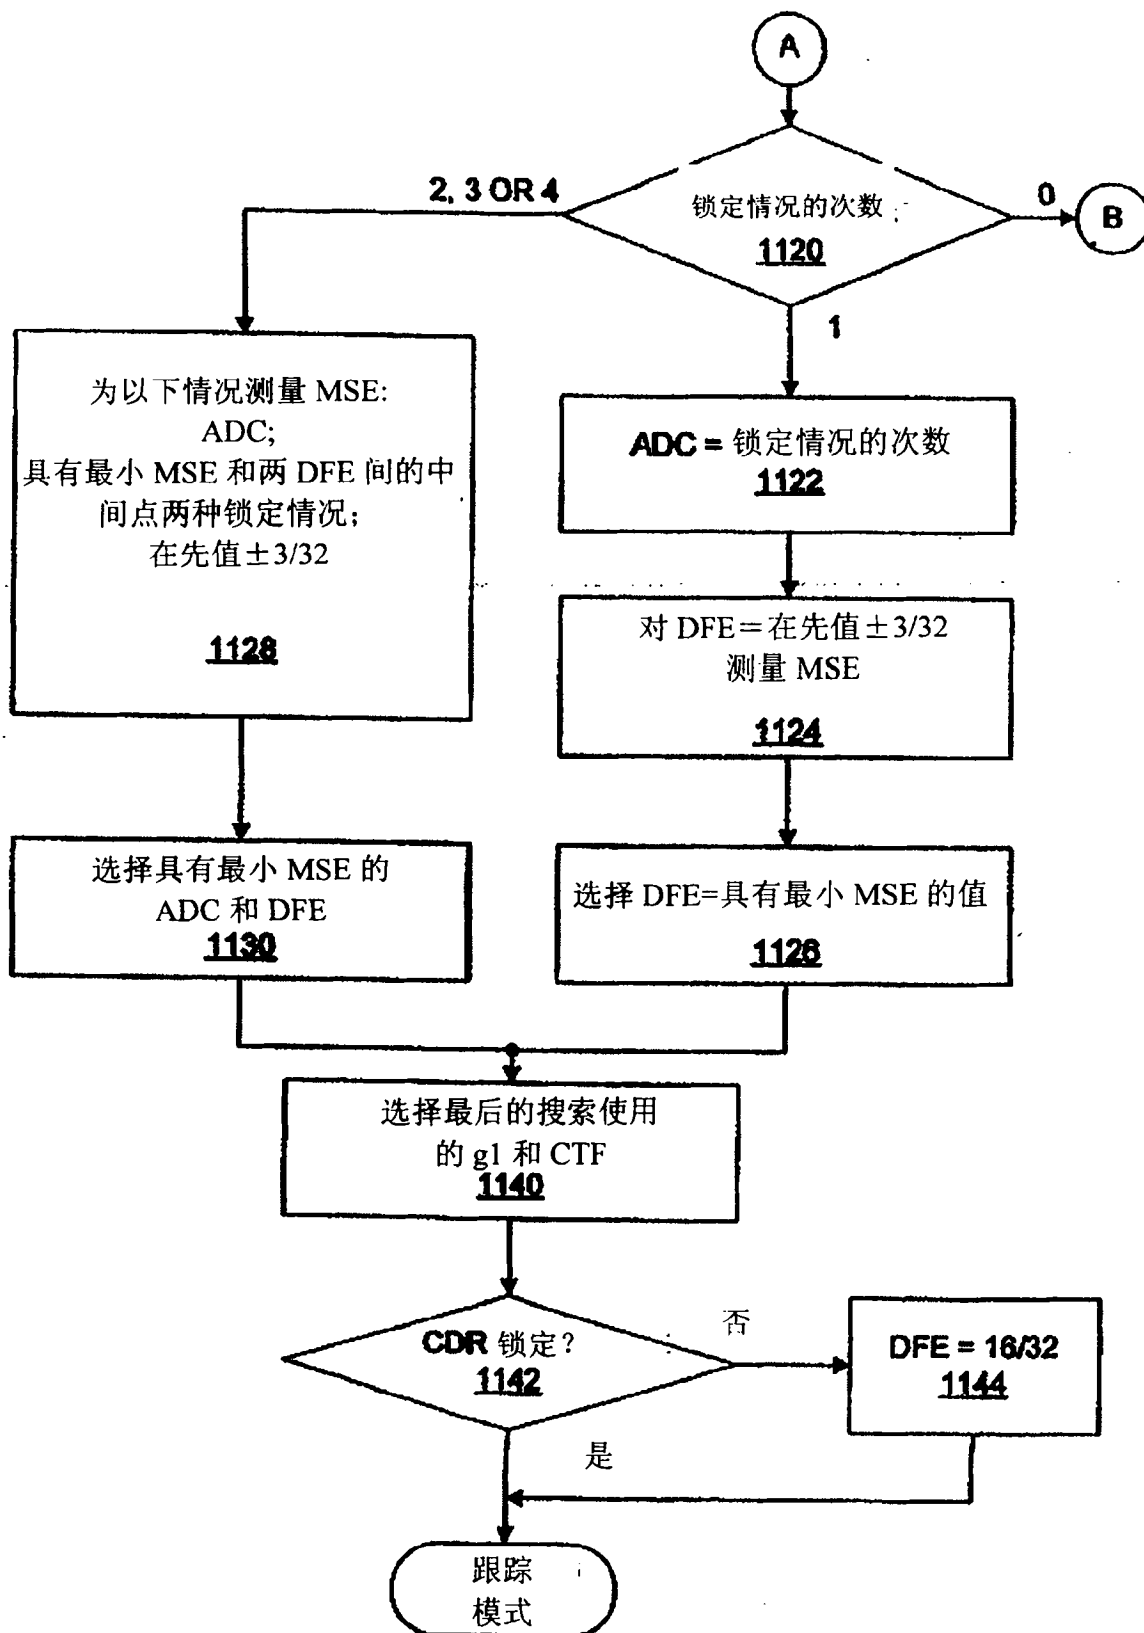 A
2, 3 OR 4
锁定情况的次数
0
B
1120
1
为以下情况测量 MSE:
ADC;
具有最小 MSE 和两 DFE 间的中
间点两种锁定情况；
在先值±3/32
1128
ADC = 锁定情况的次数
1122
对 DFE＝在先值±3/32
测量 MSE
1124
选择具有最小 MSE 的
ADC 和 DFE
1130
选择 DFE=具有最小 MSE 的值
1126
选择最后的搜索使用
的 g1 和 CTF
1140
CDR 锁定？
1142
否
DFE = 16/32
1144
是
跟踪
模式